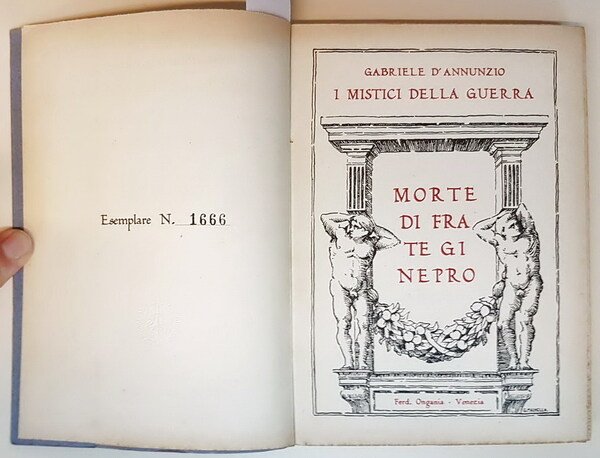 Esemplare N. 1666
GABRIELE D'ANNUNZIO
I MISTICI DELLA GUERRA
MORTE
DI FRA
TE GI
NEPRO
Ferd. Ongania - Venezia